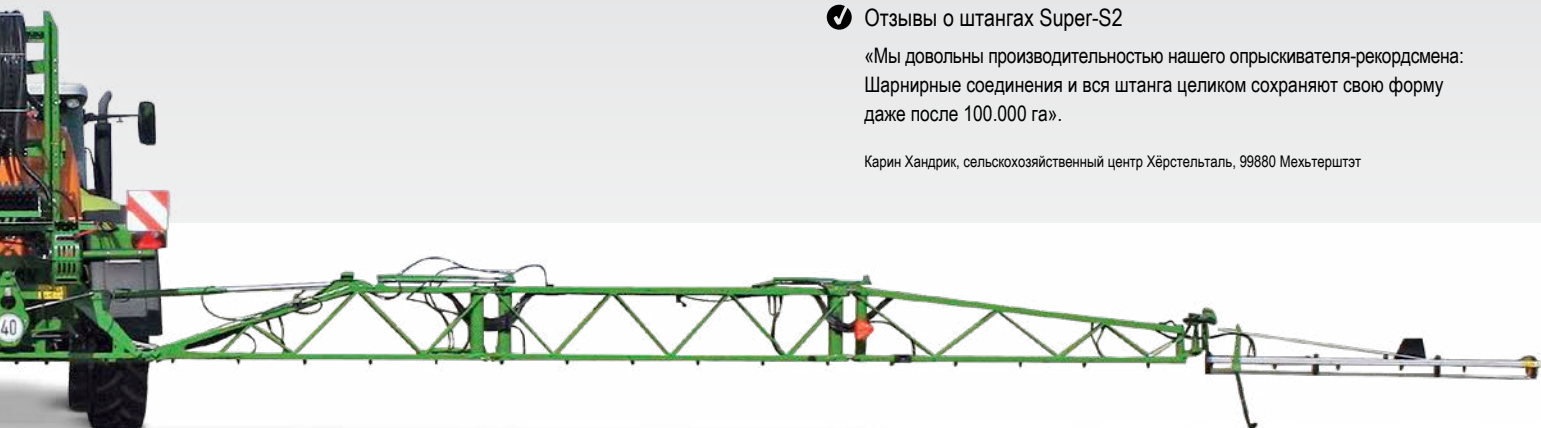 Отзывы о штангах Super-S2
«Мы довольны производительностью нашего опрыскивателя-рекордсмена:
Шарнирные соединения и вся штанга целиком сохраняют свою форму
даже после 100.000 га».
Карин Хандрик, сельскохозяйственный центр Хёрстельталь, 99880 Мехьтерштэт
40